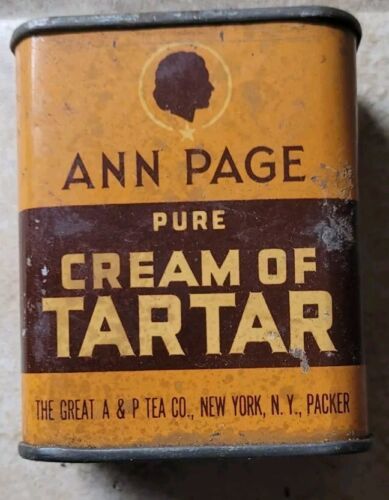 ANN PAGE
PURE
CREAM OF
TARTAR
THE GREAT A & P TEA CO., NEW YORK, N. Y., PACKER